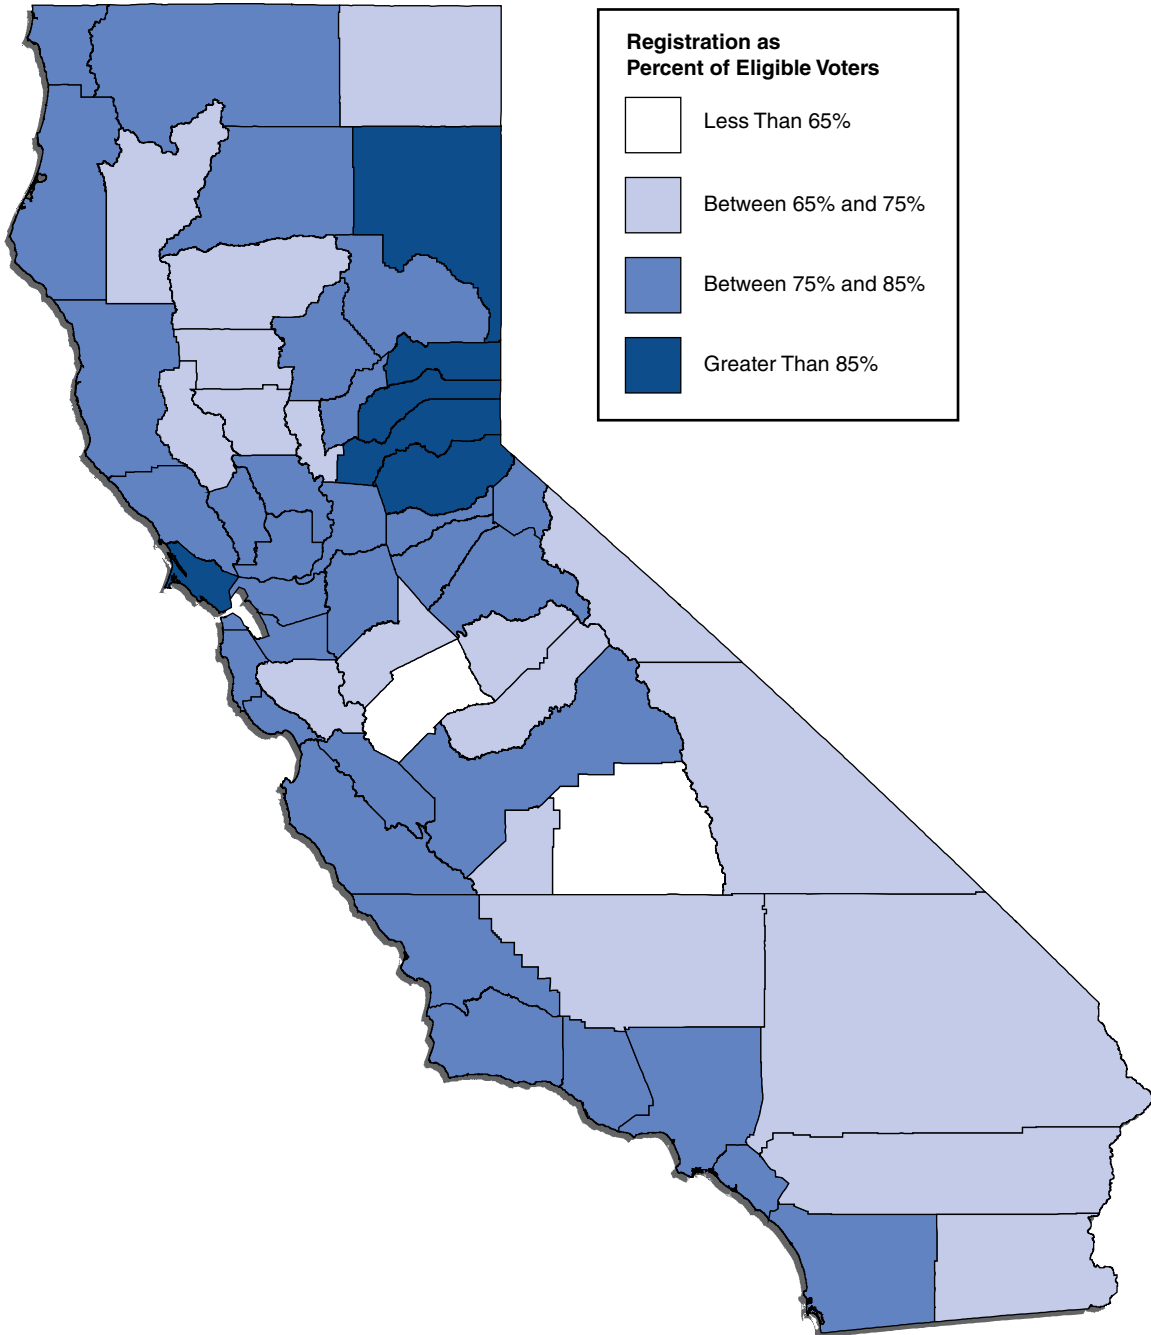 Registration as
Percent of Eligible Voters
Less Than 65%
Between 65% and 75%
Between 75% and 85%
Greater Than 85%